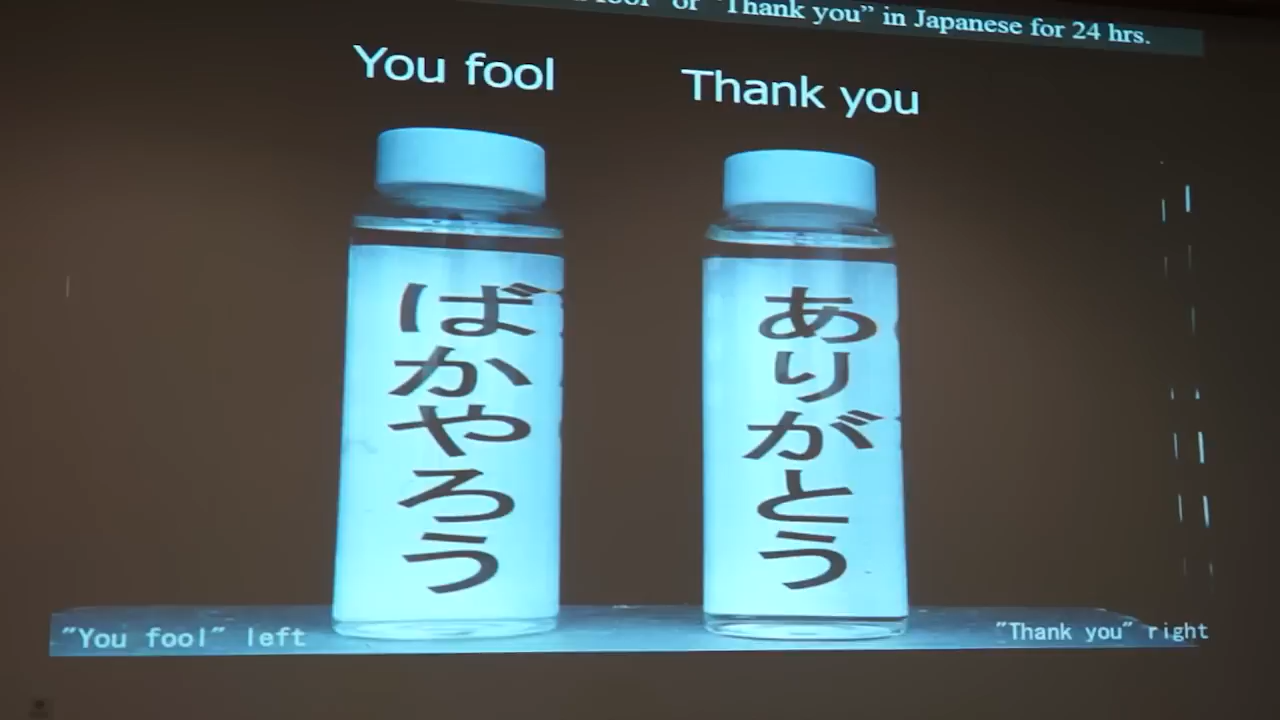 or "Thank you" in Japanese for 24 hrs.
You fool
Thank you
ばかやろう
ありがとう
"You fool" left
"Thank you" right